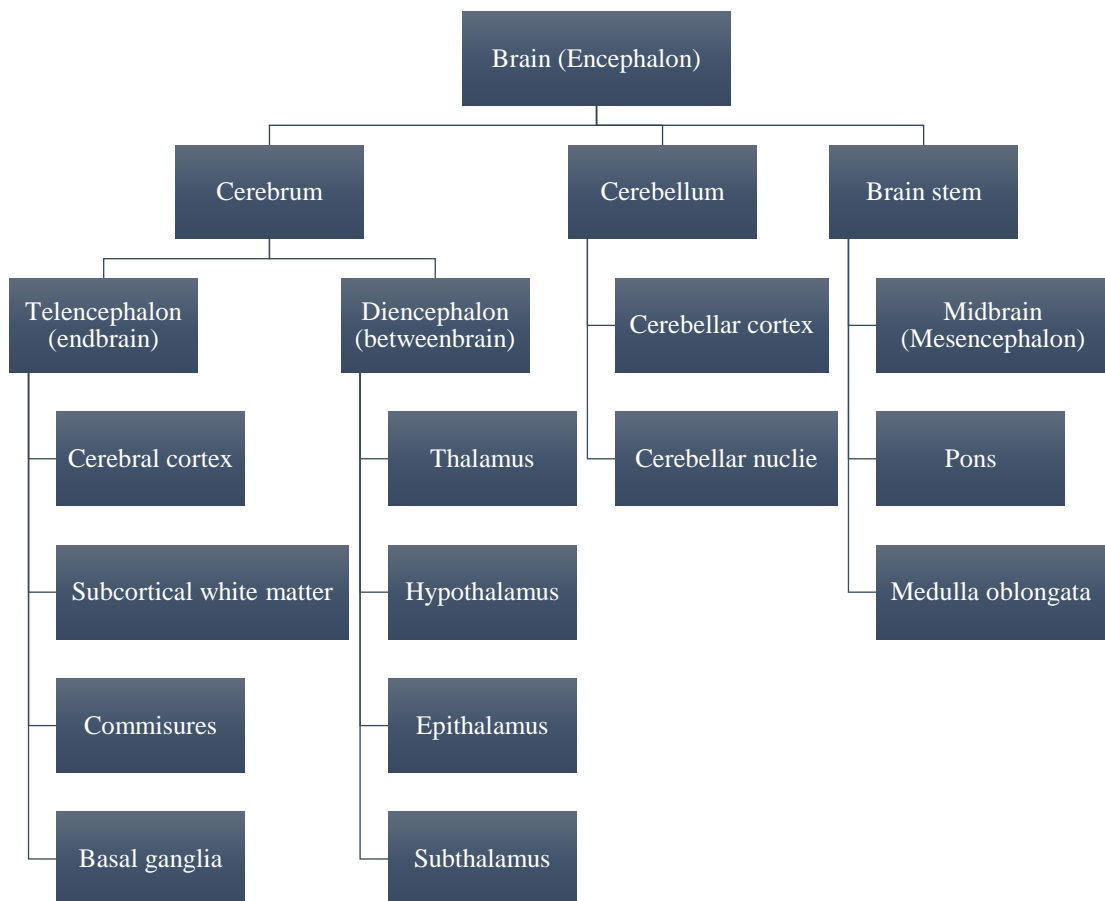 Brain (Encephalon)
Cerebrum
Cerebellum
Brain stem
Telencephalon
(endbrain)
Diencephalon
(betweenbrain)
Cerebellar cortex
Midbrain
(Mesencephalon)
Cerebral cortex
Thalamus
Cerebellar nuclie
Pons
Subcortical white matter
Hypothalamus
Medulla oblongata
Commisures
Epithalamus
Basal ganglia
Subthalamus